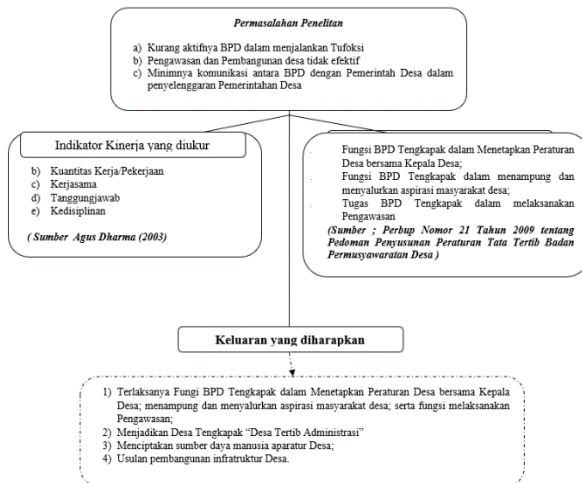 Permasalahan Penelitan
a) Kurang aktifnya BPD dalam menjalankan Tufoksi
b) Pengawasan dan Pembangunan desa tidak efektif
c) Minimnya komunikasi antara BPD dengan Pemerintah Desa dalam
penyelenggaran Pemerintahan Desa
Indikator Kinerja yang diukur
b) Kuantitas Kerja/Pekerjaan
c) Kerjasama
d) Tanggungjawab
e) Kedisiplinan
( Sumber Agus Dharma (2003)
. Fungsi BPD Tengkapak dalam Menetapkan Peraturan
Desa bersama Kepala Desa;
. Fungsi BPD Tengkapak dalam menampung dan
menyalurkan aspirasi masyarakat desa;
. Tugas BPD Tengkapak dalam melaksanakan
Pengawasan
(Sumber ; Perbup Nomor 21 Tahun 2009 tentang
Pedoman Penyusunan Peraturan Tata Tertib Badan
Permusyawaratan Desa )
Keluaran yang diharapkan
1) Terlaksanya Fungi BPD Tengkapak dalam Menetapkan Peraturan Desa bersama Kepala
Desa; menampung dan menyalurkan aspirasi masyarakat desa; serta fungsi melaksanakan
Pengawasan;
2) Menjadikan Desa Tengkapak “Desa Tertib Administrasi”
3) Menciptakan sumber daya manusia aparatur Desa;
4) Usulan pembangunan infratruktur Desa.